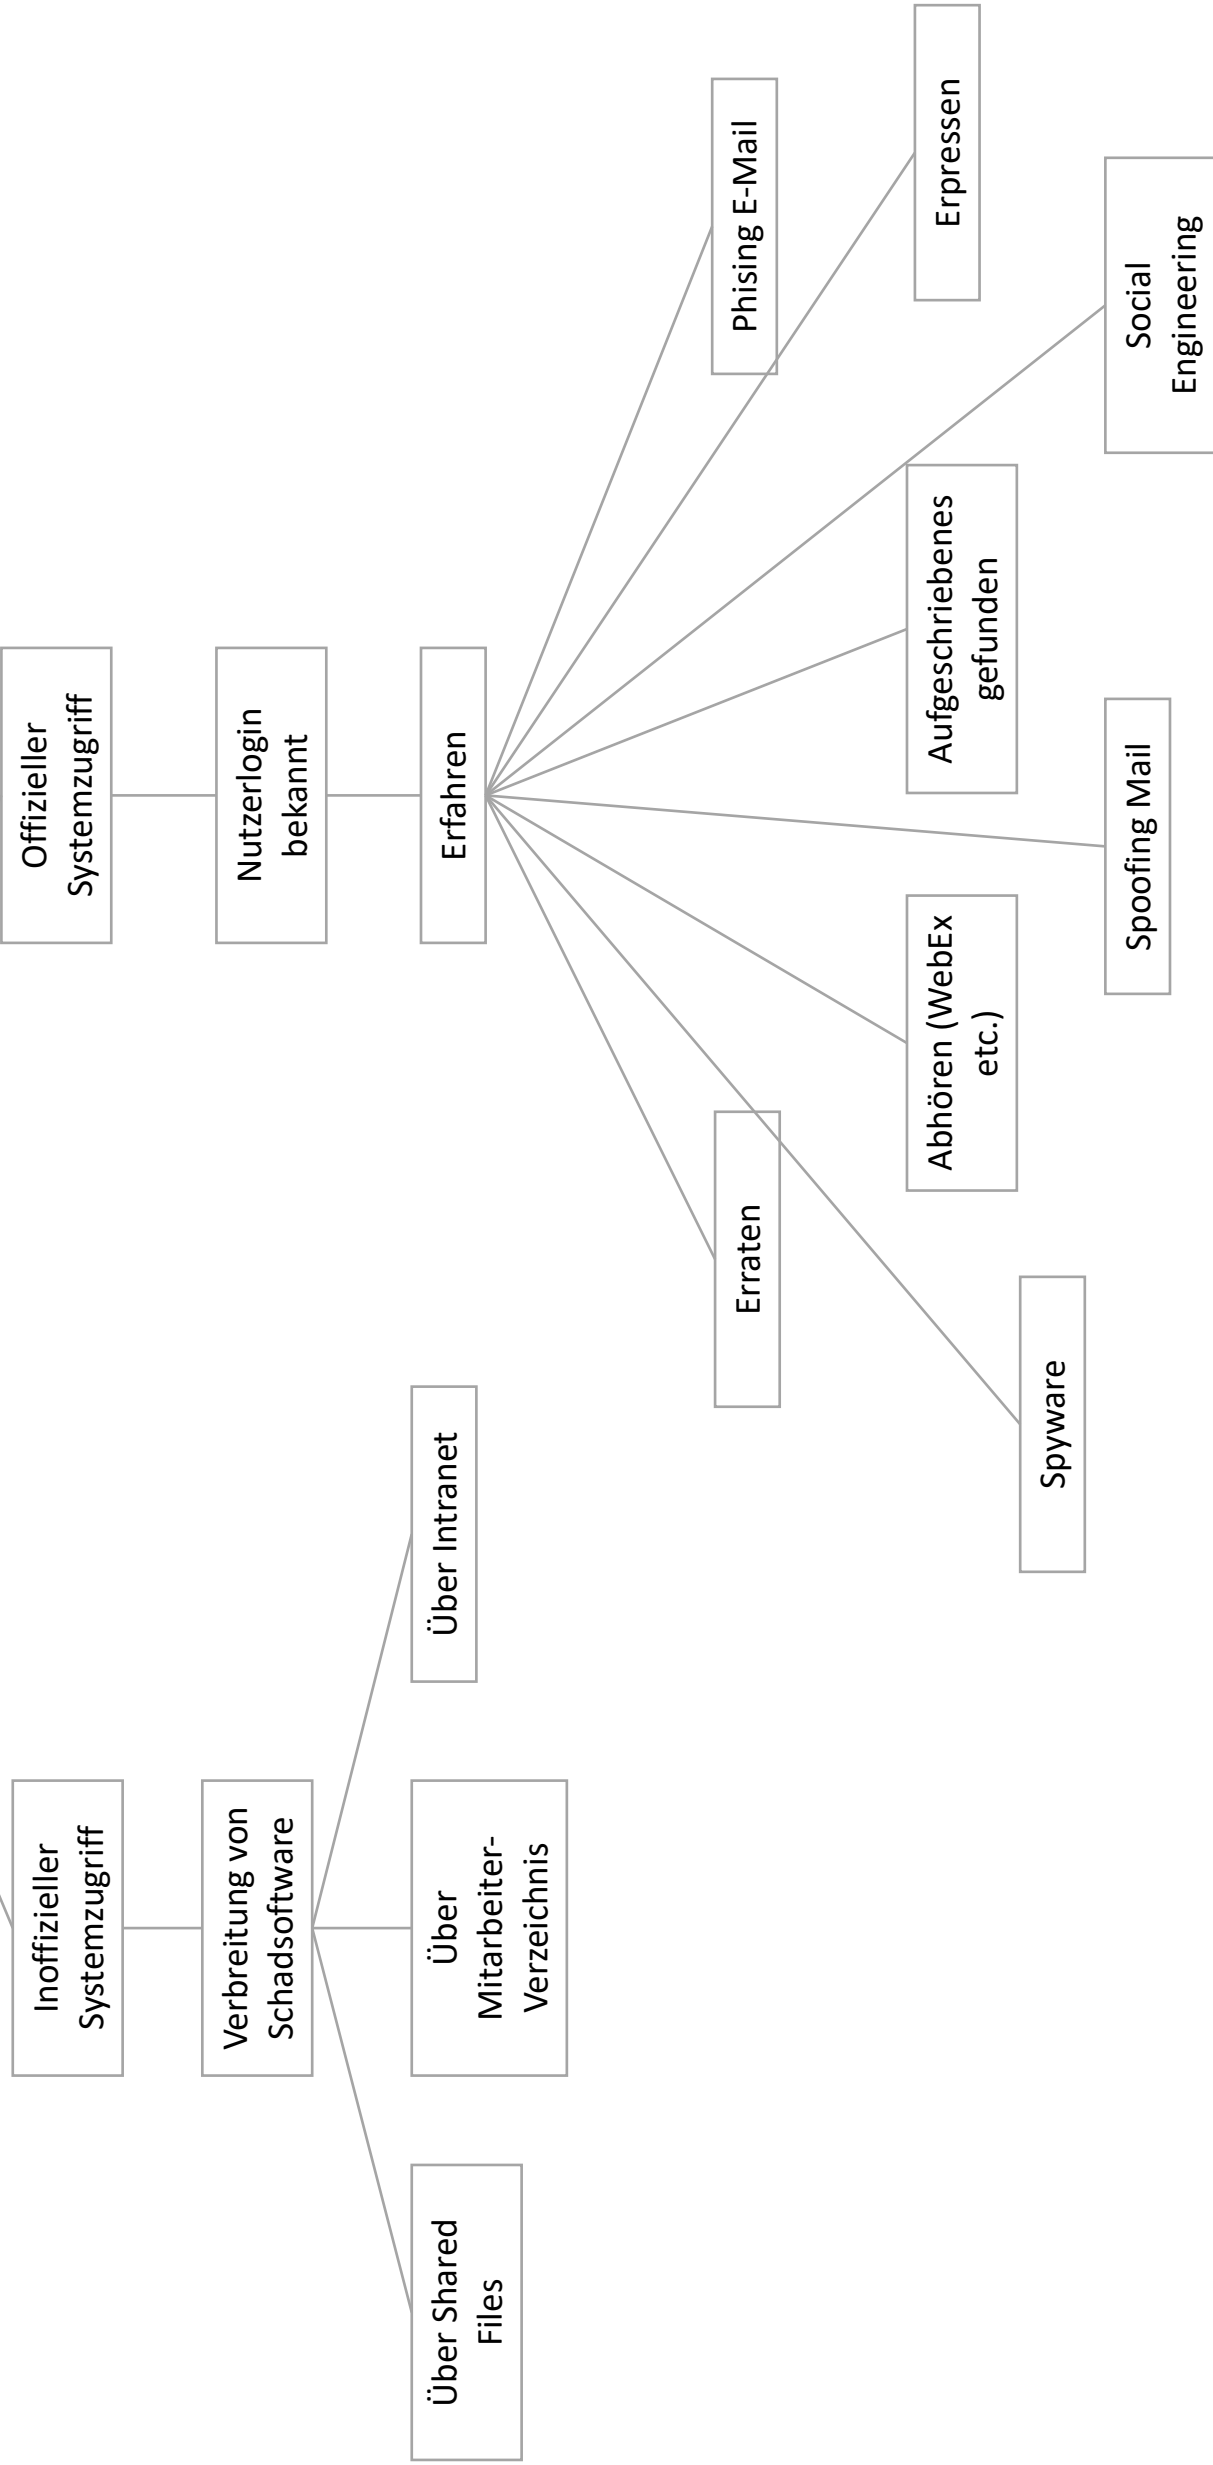 Inoffizieller
Systemzugriff
Verbreitung von
Schadsoftware
Über Shared
Files
Über
Mitarbeiter-
Verzeichnis
Über Intranet
Offizieller
Systemzugriff
Nutzerlogin
bekannt
Erfahren
Erraten
Spyware
Abhören (WebEx
etc.)
Spoofing Mail
Aufgeschriebenes
gefunden
Social
Engineering
Erpressen
Phising E-Mail